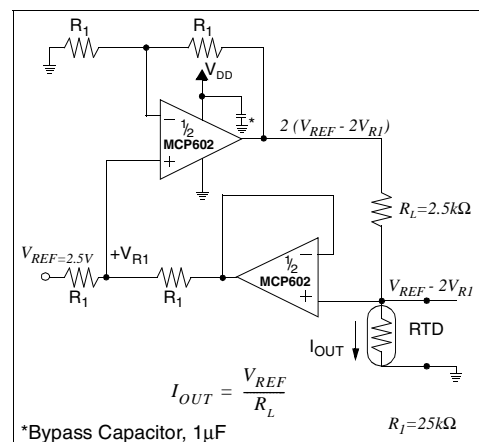 R1
R1
VDD
*
½
MCP602
2 (VREF - 2VR1)
RL=2.5kΩ
VREF=2.5V
+VR1
R1
R1
½
MCP602
VREF - 2VR1
RTD
IOUT
IOUT = VREF / RL
*Bypass Capacitor, 1µF
R1=25kΩ